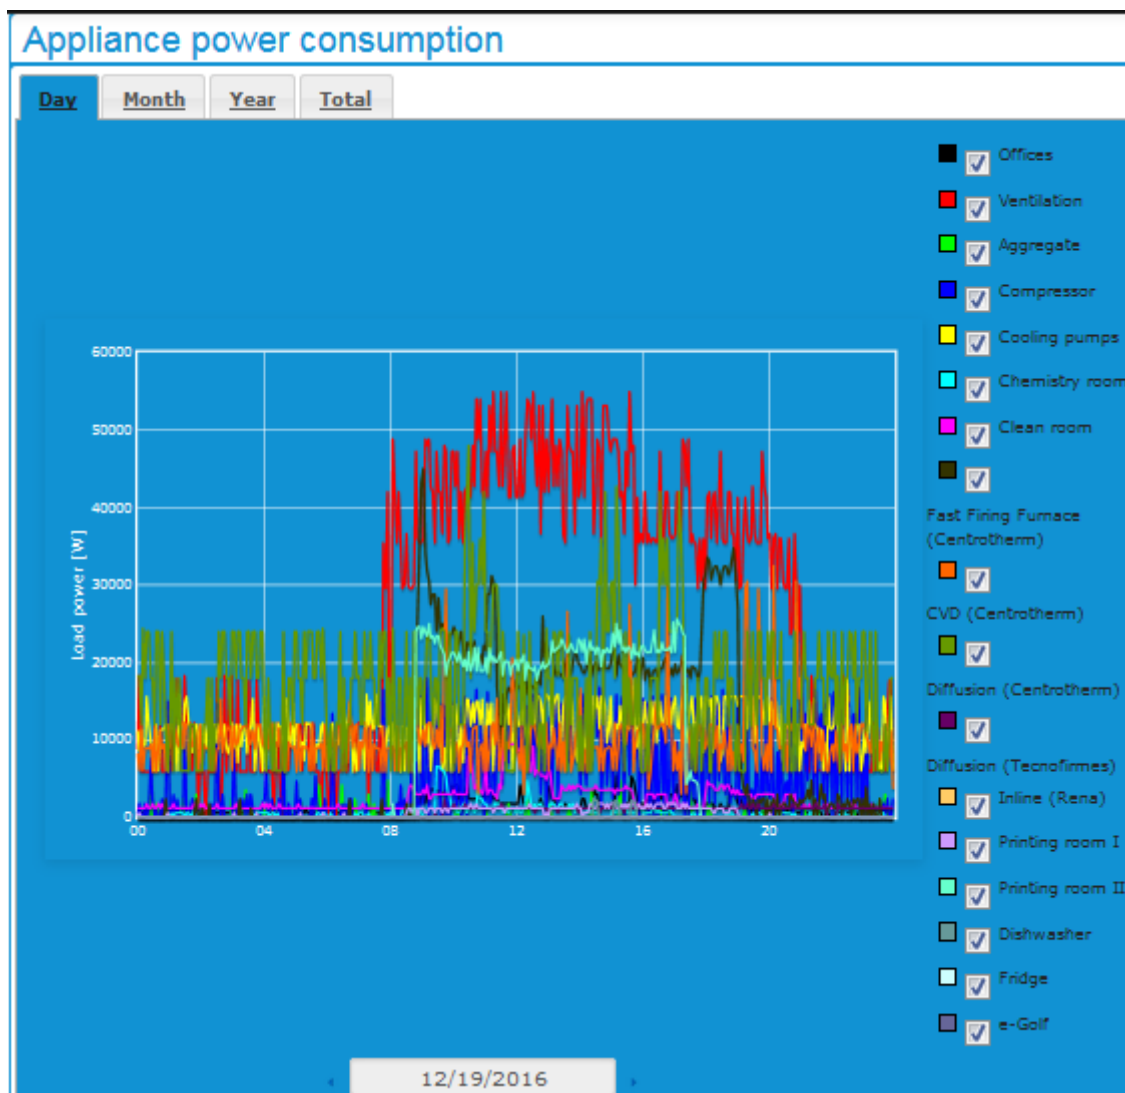 Appliance power consumption
Day Month Year Total
Offices
Ventilation
Aggregate
Compressor
Cooling pumps
Chemistry room
Clean room
Fast Firing Furnace
(Centrotherm)
CVD (Centrotherm)
Diffusion (Centrotherm)
Diffusion (Tecnofirmes)
Inline (Rena)
Printing room I
Printing room II
Dishwasher
Fridge
e-Golf
Load power [W]
60000
50000
40000
30000
20000
10000
0
00 04 08 12 16 20
12/19/2016